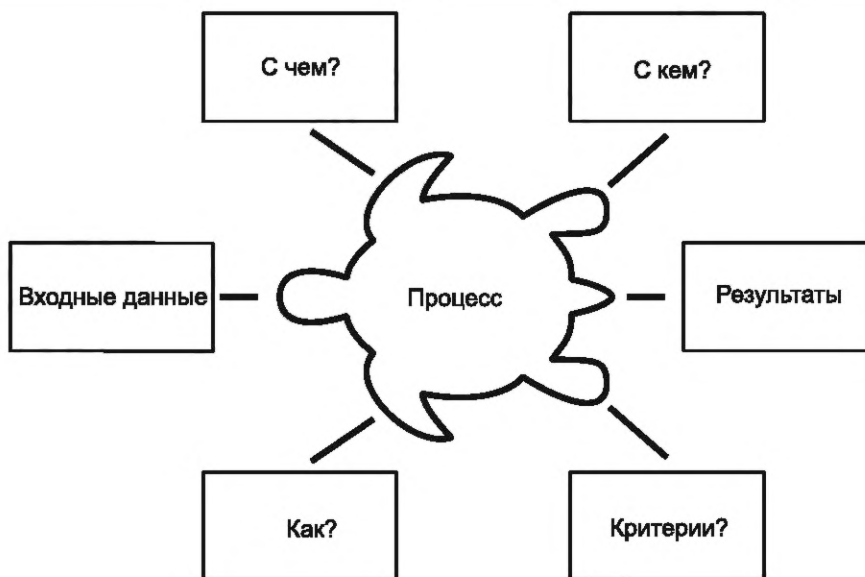 С чем?
С кем?
Входные данные
Процесс
Результаты
Как?
Критерии?